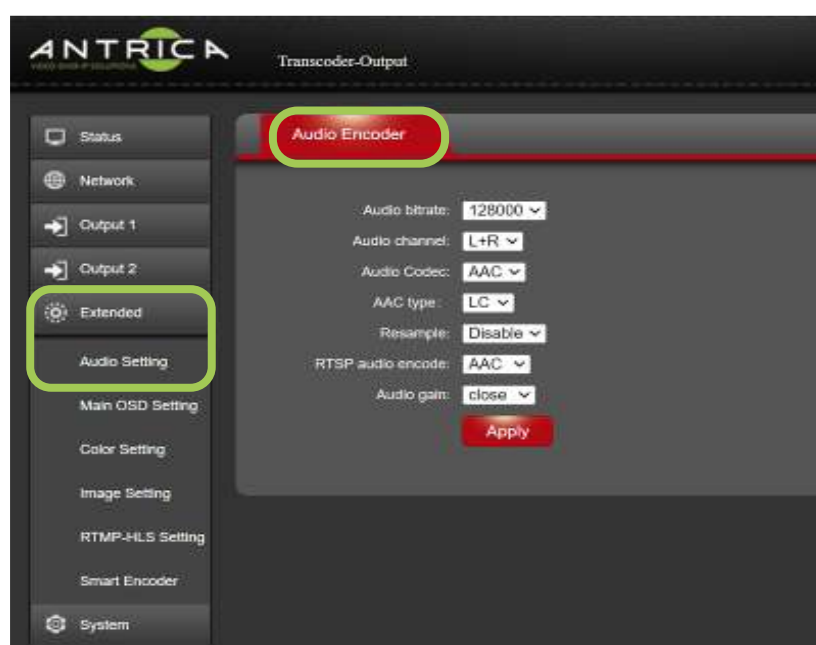 ANTRICA
Transcoder-Output
Status
Network
Output 1
Output 2
Extended
Audio Setting
Main OSD Setting
Color Setting
Image Setting
RTMP-HLS Setting
Smart Encoder
System
Audio Encoder
Audio bitrate: 128000
Audio channel: L+R
Audio Codec: AAC
AAC type: LC
Resample: Disable
RTSP audio encode: AAC
Audio gain: close
Apply